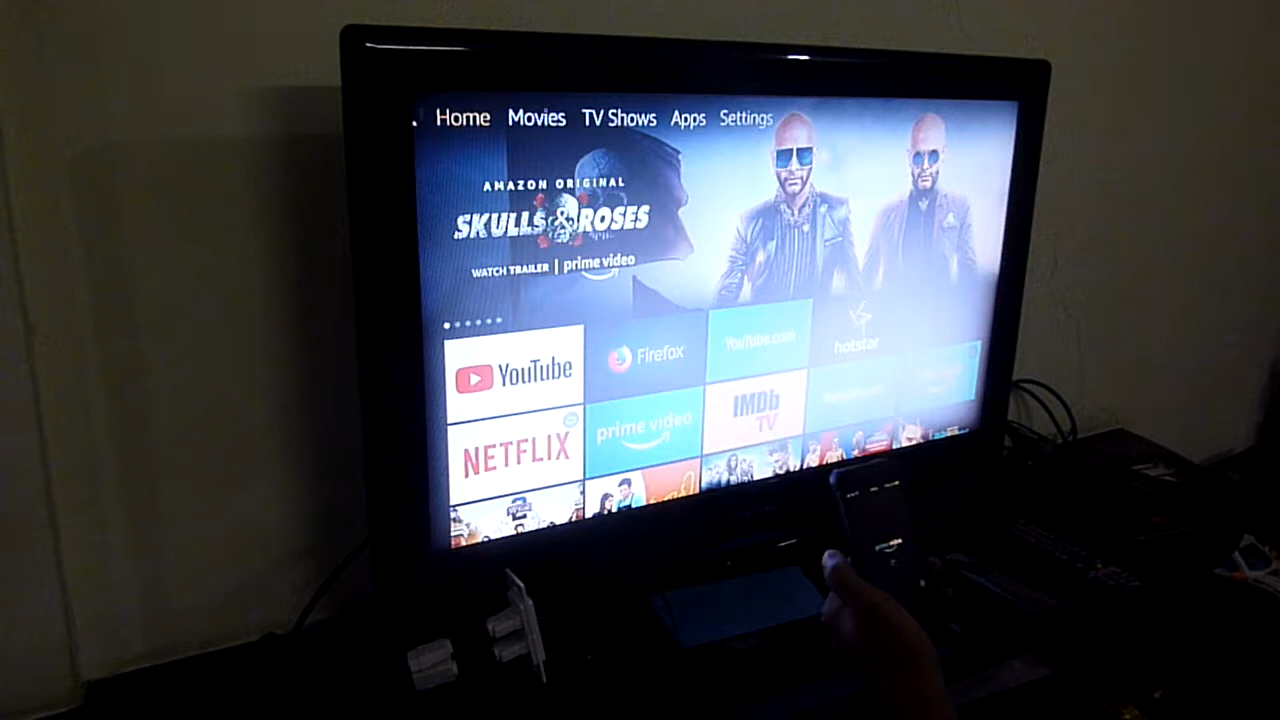 Home Movies TV Shows Apps Settings
AMAZON ORIGINAL
SKULLS & ROSES
WATCH TRAILER | prime video
YouTube
Firefox
YouTube.com
hotstar
NETFLIX
prime video
IMDb
TV